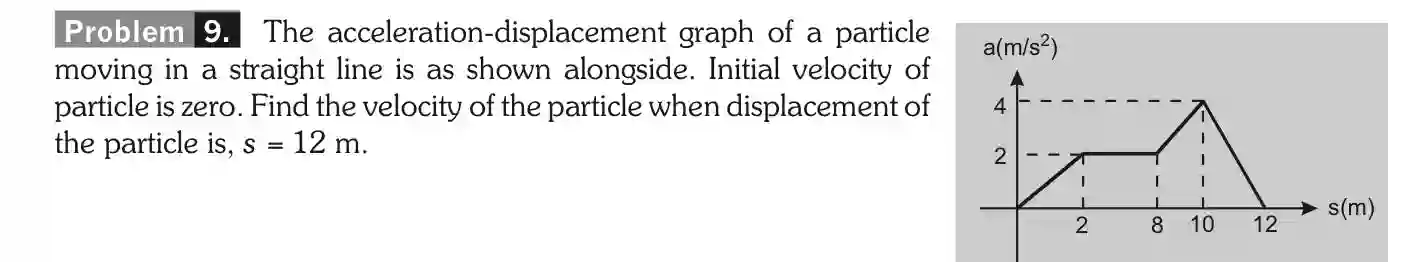 Problem 9. The acceleration-displacement graph of a particle
moving in a straight line is as shown alongside. Initial velocity of
particle is zero. Find the velocity of the particle when displacement of
the particle is, s = 12 m.
a(m/s²)
4
2
2 8 10 12
s(m)